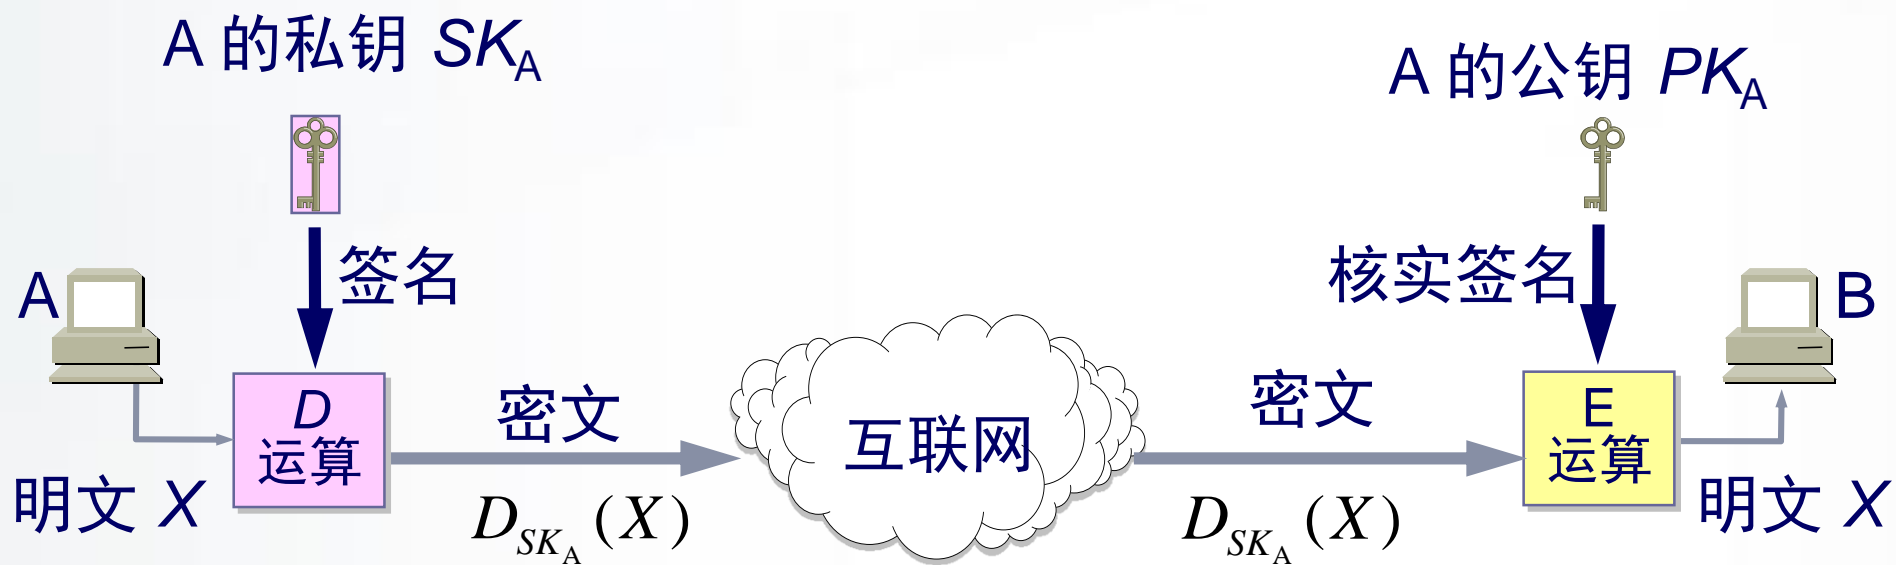 A 的私钥 SKA
A 的公钥 PKA
签名
核实签名
A
B
D
运算
密文
互联网
密文
E
运算
明文 X
DSKA (X)
DSKA (X)
明文 X